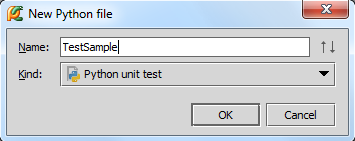 New Python file
Name: TestSample
Kind: Python unit test
OK Cancel